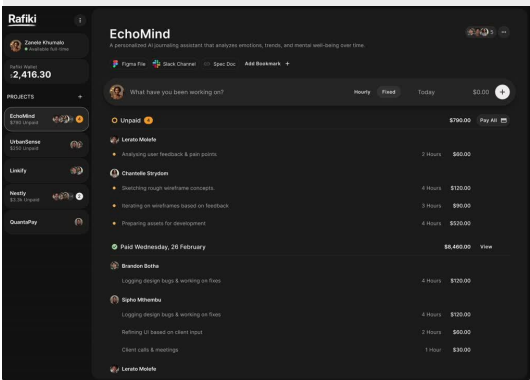 Rafiki
Zanele Khumalo
Available full time
Rafiki Wallet
$2,416.30
PROJECTS +
EchoMind
$790 Unpaid
4
UrbanSense
$250 Unpaid
Linkify
Nestly
$3.3k Unpaid
2
QuantaPay
EchoMind
5
A personalized AI journaling assistant that analyzes emotions, trends, and mental well-being over time.
Figma File Slack Channel Spec Doc Add Bookmark +
What have you been working on? Hourly Fixed Today $0.00 +
Unpaid 4 $790.00 Pay All
Lerato Molefe
Analysing user feedback & pain points 2 Hours $60.00
Chantelle Strydom
Sketching rough wireframe concepts. 4 Hours $120.00
Iterating on wireframes based on feedback 3 Hours $90.00
Preparing assets for development 4 Hours $520.00
Paid Wednesday, 26 February $8,460.00 View
Brandon Botha
Logging design bugs & working on fixes 4 Hours $120.00
Sipho Mthembu
Logging design bugs & working on fixes 4 Hours $120.00
Refining UI based on client input 2 Hours $60.00
Client calls & meetings 1 Hour $30.00
Lerato Molefe